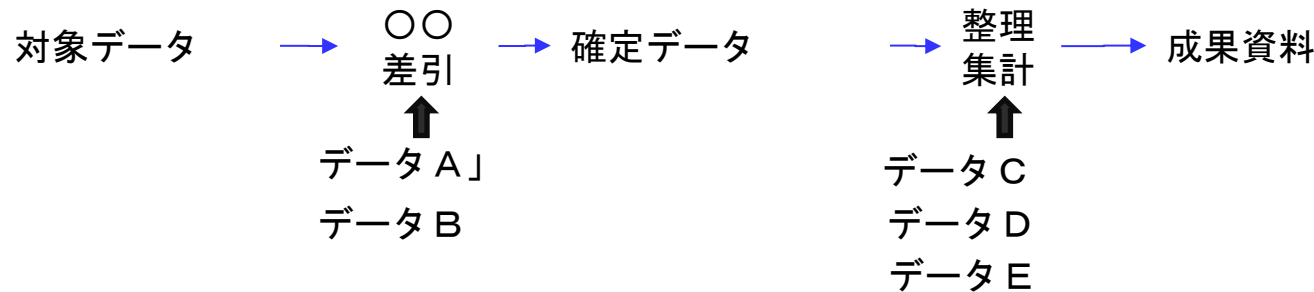 対象データ
○○
差引
確定データ
整理
集計
成果資料
データA」
データB
データC
データD
データE